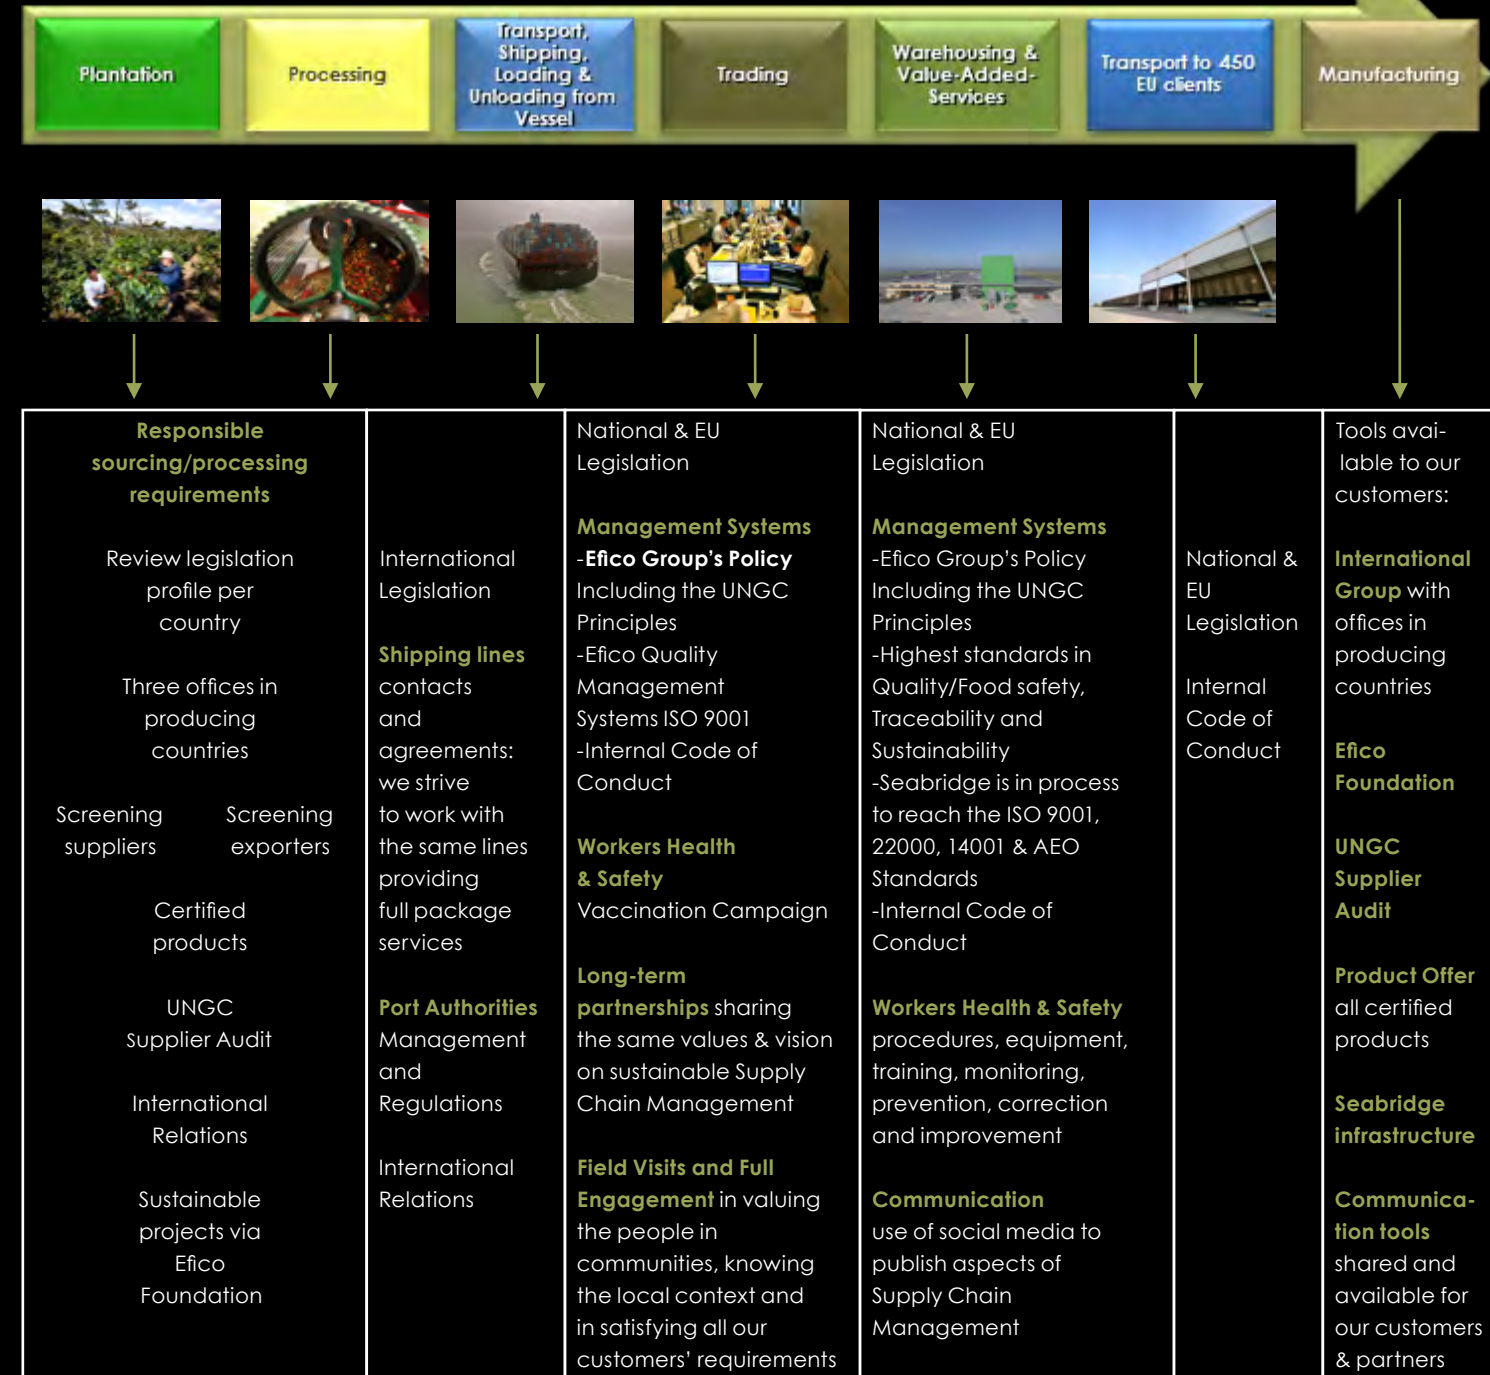 Plantation
Processing
Transport,
Shipping,
Loading &
Unloading from
Vessel
Trading
Warehousing &
Value-Added-
Services
Transport to 450
EU clients
Manufacturing
Responsible
sourcing/processing
requirements
Review legislation
profile per
country
Three offices in
producing
countries
Screening
suppliers
Screening
exporters
Certified
products
UNGC
Supplier Audit
International
Relations
Sustainable
projects via
Efico
Foundation
International
Legislation
Shipping lines
contacts
and
agreements:
we strive
to work with
the same lines
providing
full package
services
Port Authorities
Management
and
Regulations
International
Relations
National & EU
Legislation
Management Systems
-Efico Group's Policy
Including the UNGC
Principles
-Efico Quality
Management
Systems ISO 9001
-Internal Code of
Conduct
Workers Health
& Safety
Vaccination Campaign
Long-term
partnerships sharing
the same values & vision
on sustainable Supply
Chain Management
Field Visits and Full
Engagement in valuing
the people in
communities, knowing
the local context and
in satisfying all our
customers' requirements
National & EU
Legislation
Management Systems
-Efico Group's Policy
Including the UNGC
Principles
-Highest standards in
Quality/Food safety,
Traceability and
Sustainability
-Seabridge is in process
to reach the ISO 9001,
22000, 14001 & AEO
Standards
-Internal Code of
Conduct
Workers Health & Safety
procedures, equipment,
training, monitoring,
prevention, correction
and improvement
Communication
use of social media to
publish aspects of
Supply Chain
Management
National &
EU
Legislation
Internal
Code of
Conduct
Tools avai-
lable to our
customers:
International
Group with
offices in
producing
countries
Efico
Foundation
UNGC
Supplier
Audit
Product Offer
all certified
products
Seabridge
infrastructure
Communica-
tion tools
shared and
available for
our customers
& partners